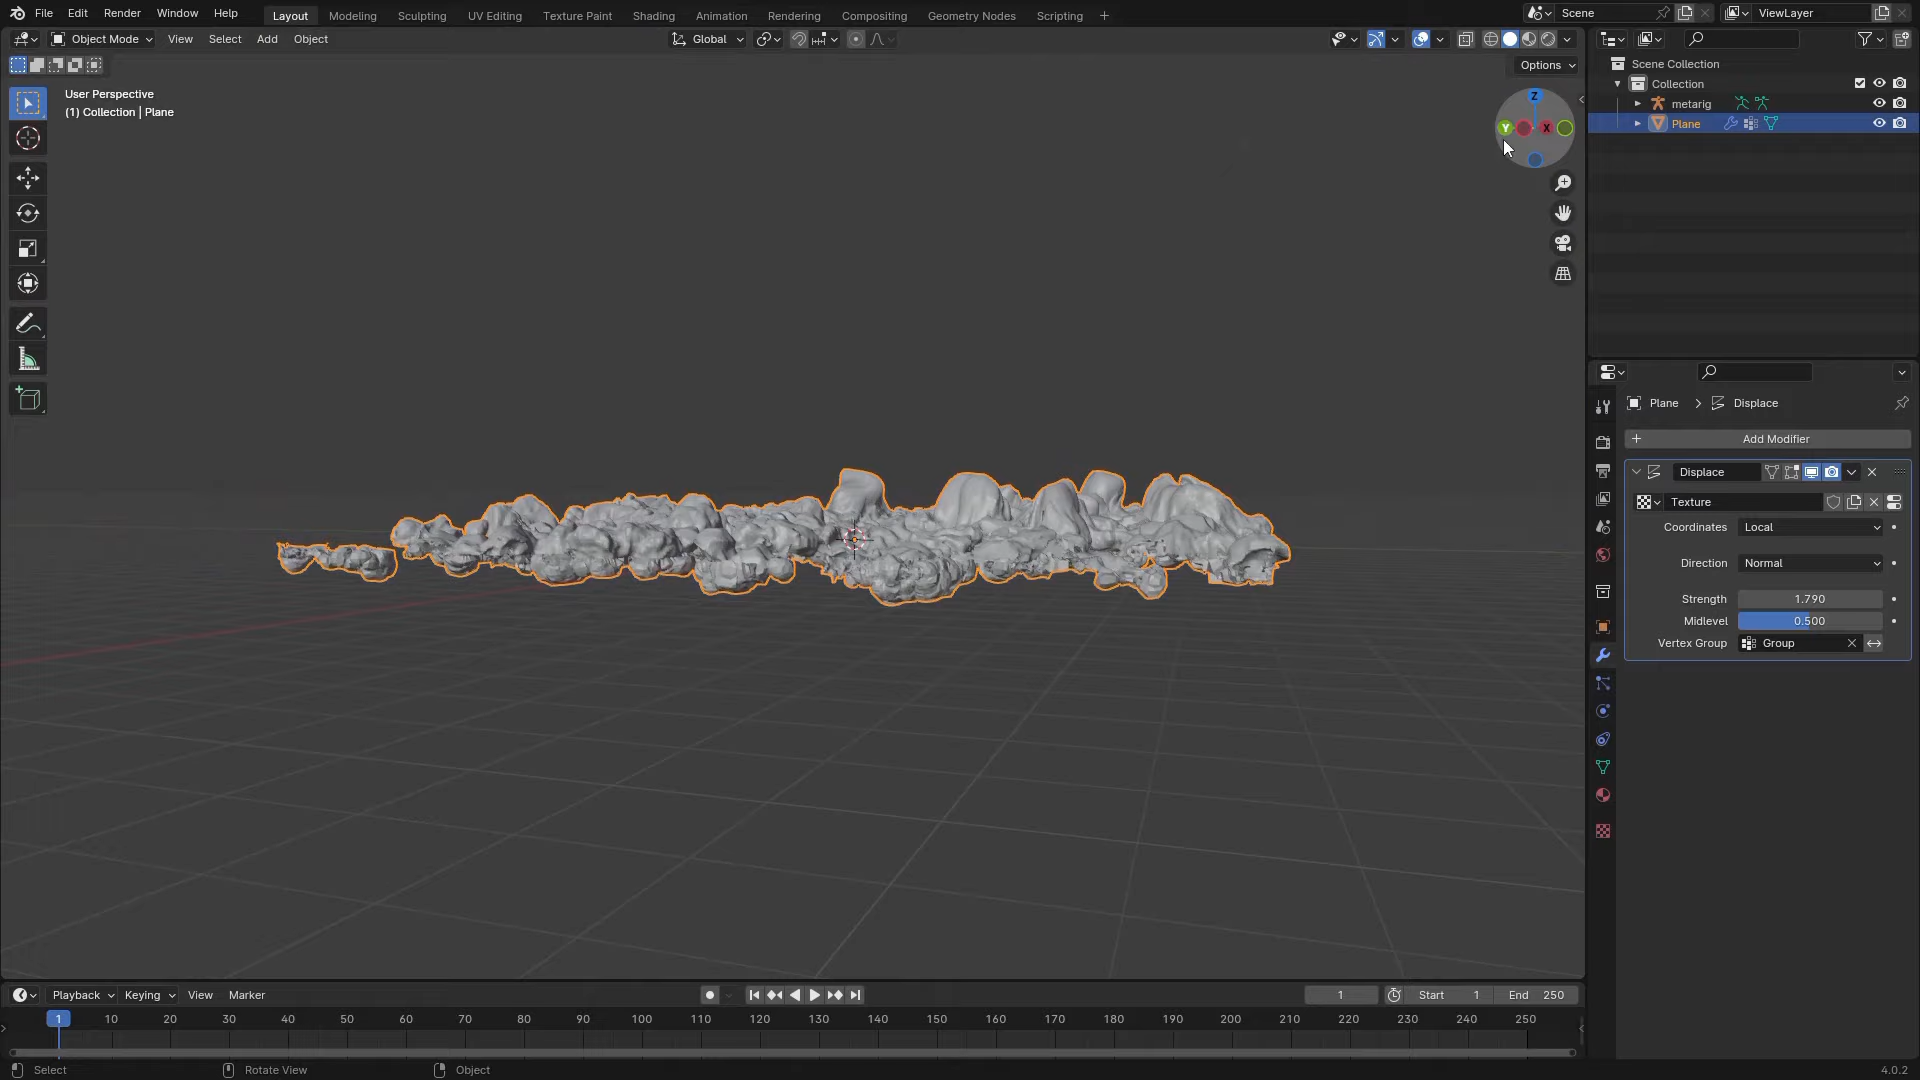 File Edit Render Window Help Layout Modeling Sculpting UV Editing Texture Paint Shading Animation Rendering Compositing Geometry Nodes Scripting + Scene ViewLayer
Object Mode View Select Add Object Global
Options
User Perspective
(1) Collection | Plane
Z
Y X
Scene Collection
Collection
metarig
Plane
Plane > Displace
+ Add Modifier
Displace
Texture
Coordinates Local
Direction Normal
Strength 1.790
Midlevel 0.500
Vertex Group Group
Playback Keying View Marker 1 Start 1 End 250
1 10 20 30 40 50 60 70 80 90 100 110 120 130 140 150 160 170 180 190 200 210 220 230 240 250
Select Rotate View Object 4.0.2